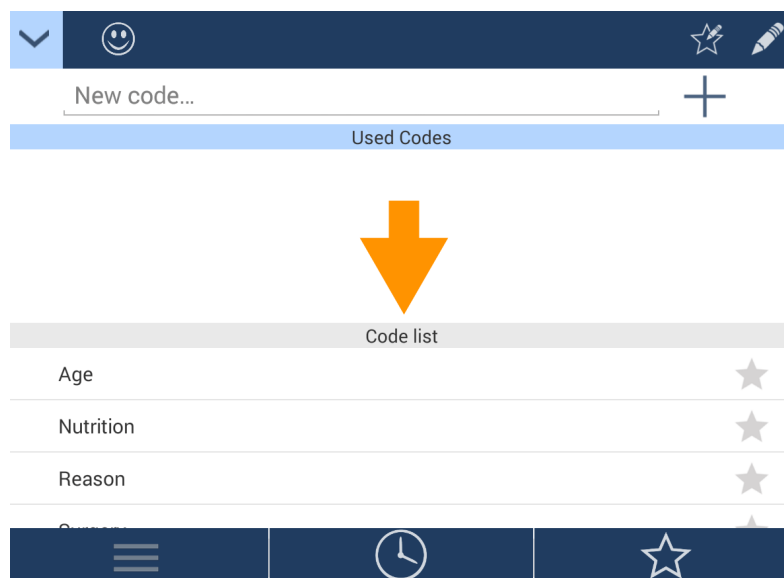 New code...
Used Codes
Code list
Age
Nutrition
Reason